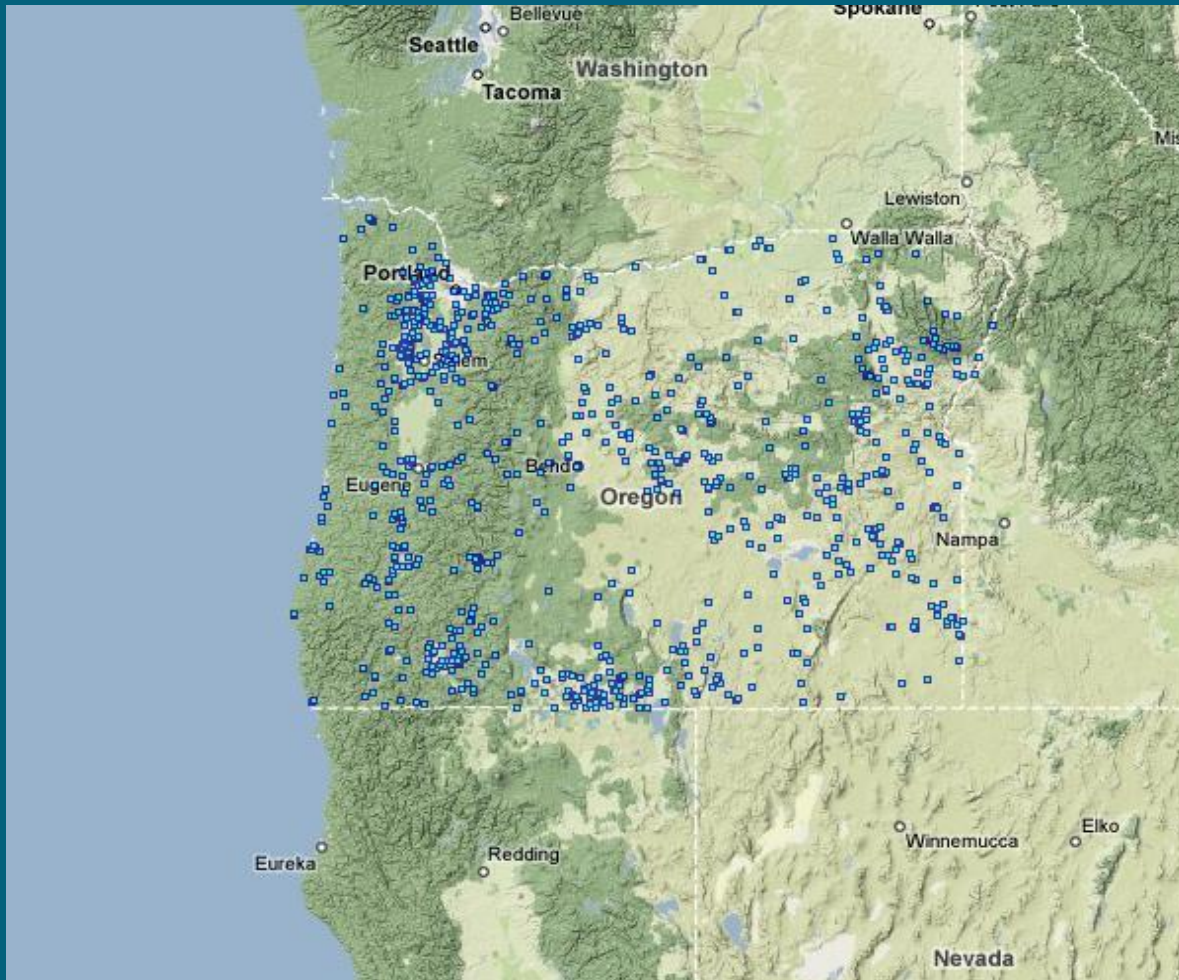 Bellevue
Spokane
Seattle
Washington
Tacoma
Lewiston
Walla Walla
Portland
Salem
Bend
Eugene
Oregon
Nampa
Winnemucca
Elko
Eureka
Redding
Nevada